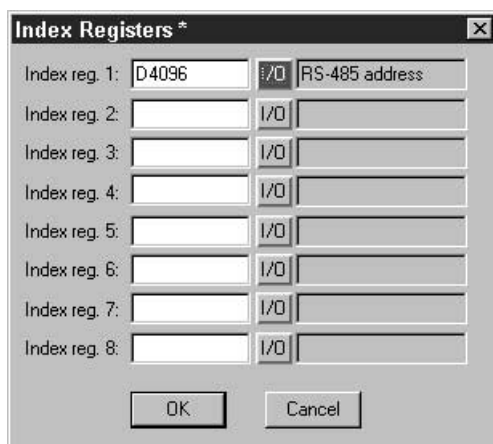 Index Registers *
Index reg. 1: D4096 I/O RS-485 address
Index reg. 2: I/O
Index reg. 3: I/O
Index reg. 4: I/O
Index reg. 5: I/O
Index reg. 6: I/O
Index reg. 7: I/O
Index reg. 8: I/O
OK Cancel